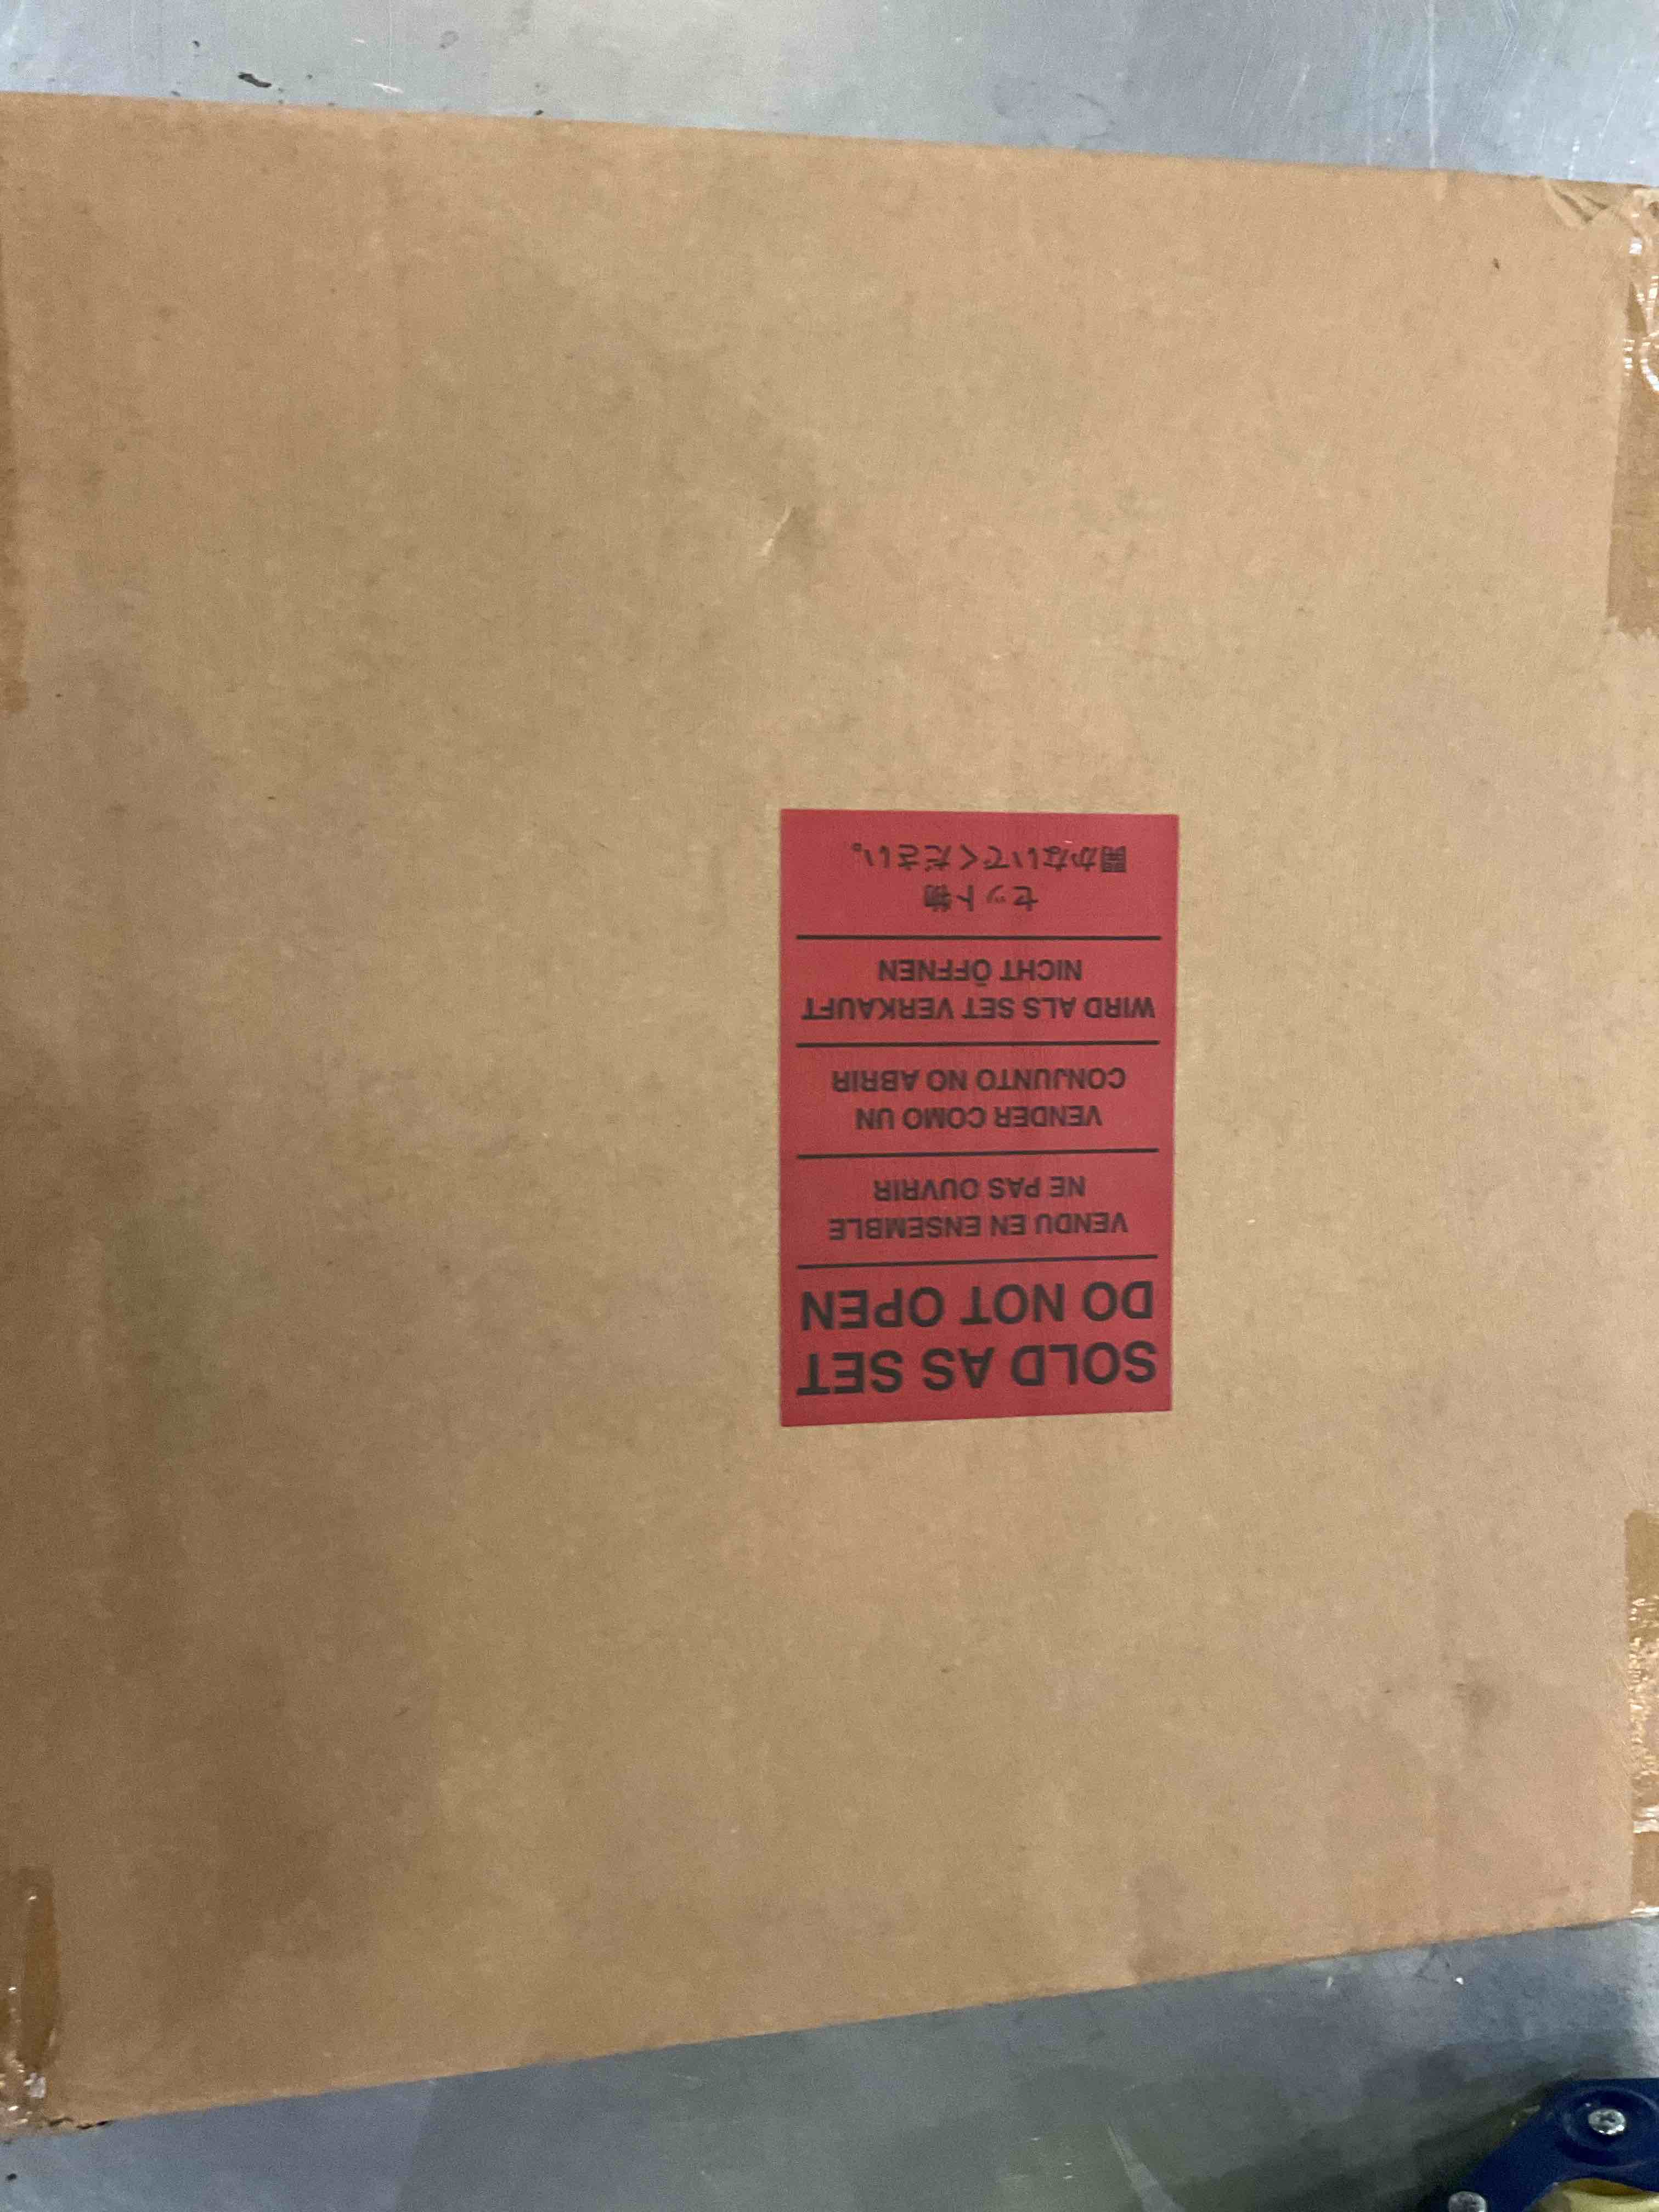 SOLD AS SET
DO NOT OPEN
VENDU EN ENSEMBLE
NE PAS OUVRIR
VENDER COMO UN
CONJUNTO NO ABRIR
WIRD ALS SET VERKAUFT
NICHT ÖFFNEN
セット物
開かないでください。